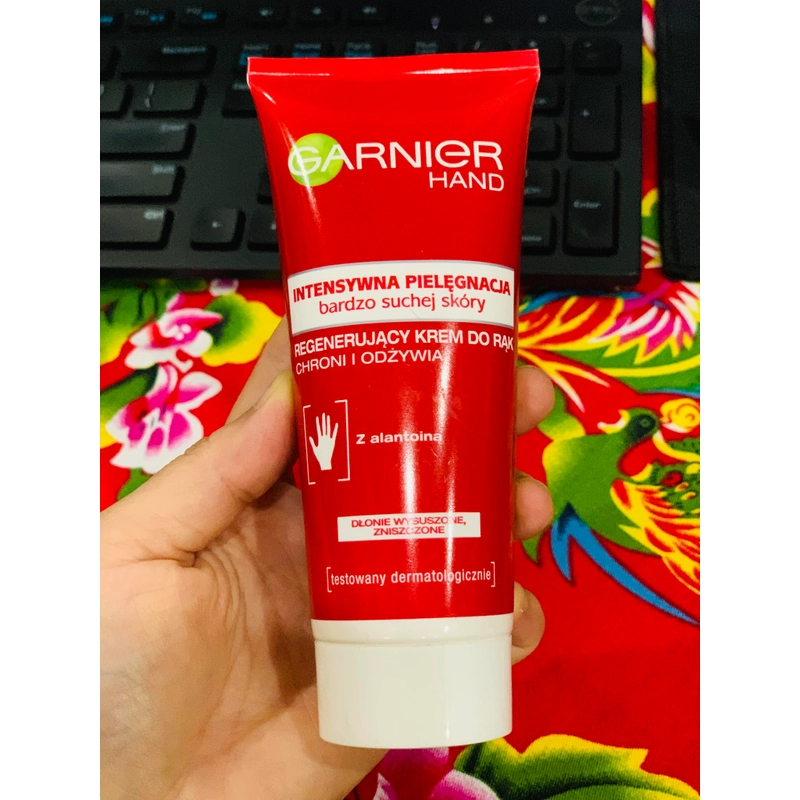 GARNIER
HAND
INTENSYWNA PIELĘGNACJA
bardzo suchej skóry
REGENERUJĄCY KREM DO RĄK
CHRONI I ODŻYWIA
Z alantoiną
DŁONIE WYSUSZONE,
ZNISZCZONE
[testowany dermatologicznie]
Enter